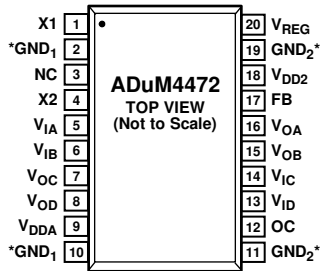 X1 1 20 VREG
*GND1 2 19 GND2*
NC 3 ADuM4472 18 VDD2
X2 4 TOP VIEW 17 FB
VIA 5 (Not to Scale) 16 VOA
VIB 6 15 VOB
VOC 7 14 VIC
VOD 8 13 VID
VDDA 9 12 OC
*GND1 10 11 GND2*